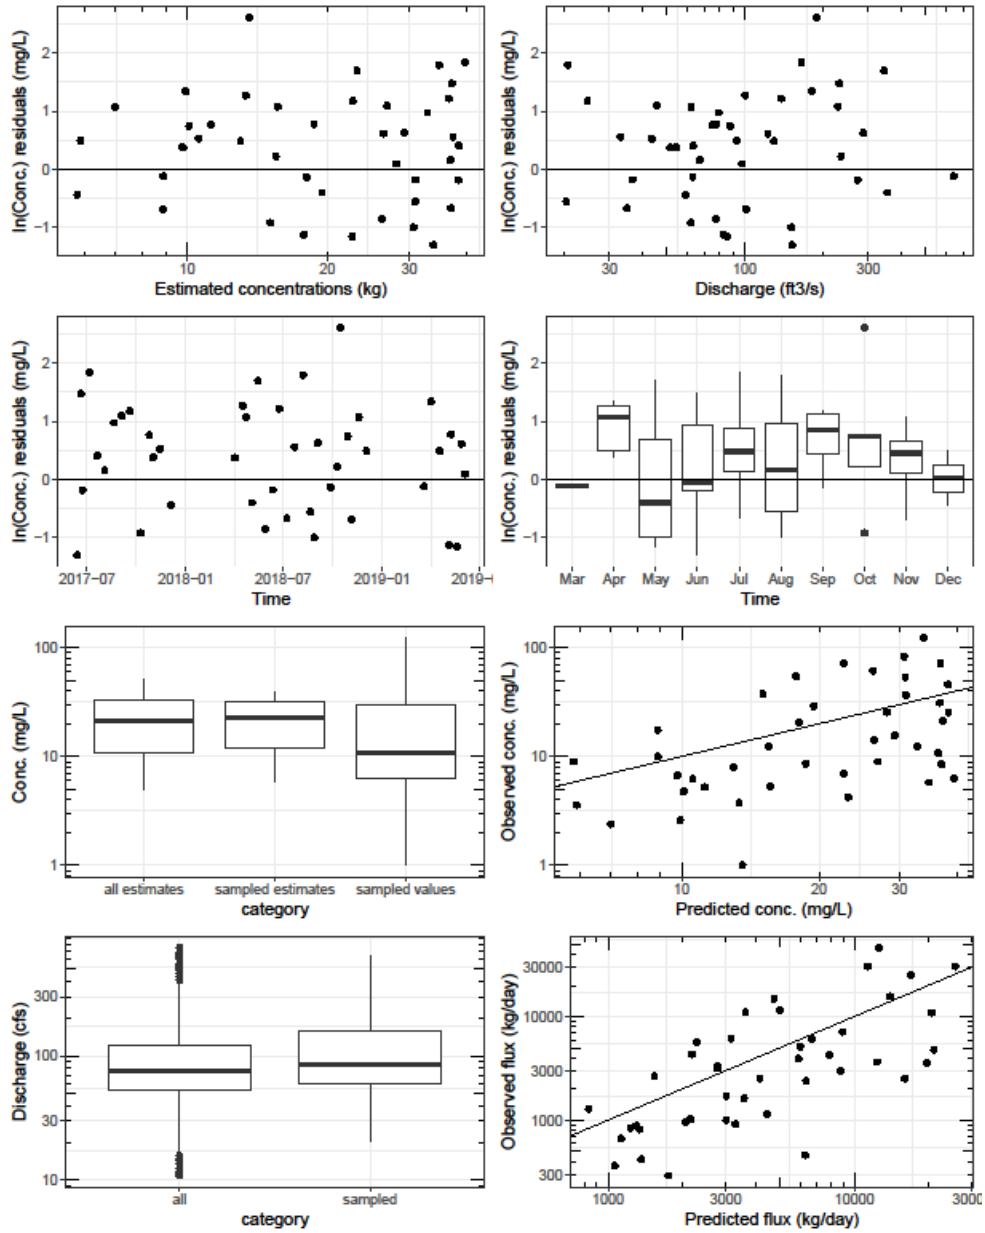 ln(Conc.) residuals (mg/L)
2
1
0
−1
10
20
30
Estimated concentrations (kg)
ln(Conc.) residuals (mg/L)
2
1
0
−1
30
100
300
Discharge (ft3/s)
ln(Conc.) residuals (mg/L)
2
1
0
−1
2017−07
2018−01
2018−07
2019−01
2019−
Time
ln(Conc.) residuals (mg/L)
2
1
0
−1
Mar
Apr
May
Jun
Jul
Aug
Sep
Oct
Nov
Dec
Time
Conc. (mg/L)
100
10
1
all estimates
sampled estimates
sampled values
category
Observed conc. (mg/L)
100
10
1
10
20
30
Predicted conc. (mg/L)
Discharge (cfs)
300
100
30
10
all
sampled
category
Observed flux (kg/day)
30000
10000
3000
1000
300
1000
3000
10000
3000
Predicted flux (kg/day)